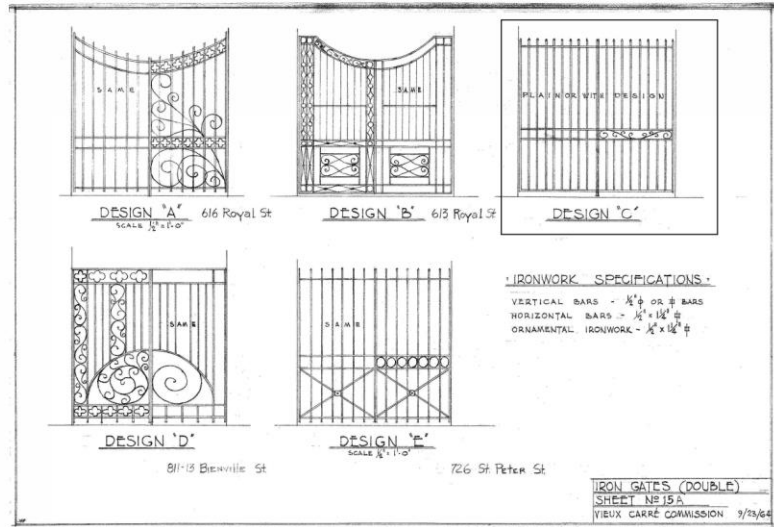 SAME
DESIGN "A" 616 Royal St
SCALE ½"=1'-0"
SAME
DESIGN "B" 613 Royal St
PLAIN OR WITH DESIGN
DESIGN "C"
SAME
DESIGN "D"
811-13 BIENVILLE St
SAME
DESIGN "E"
SCALE ½"=1'-0"
726 St. PETER St.
· IRONWORK SPECIFICATIONS ·
VERTICAL BARS - ½" ϕ OR ⌽ BARS
HORIZONTAL BARS - ½" x 1¼" ⌽
ORNAMENTAL IRONWORK - ½" x 1¼" ⌽
IRON GATES (DOUBLE)
SHEET Nº 15A
VIEUX CARRÉ COMMISSION 9/23/64